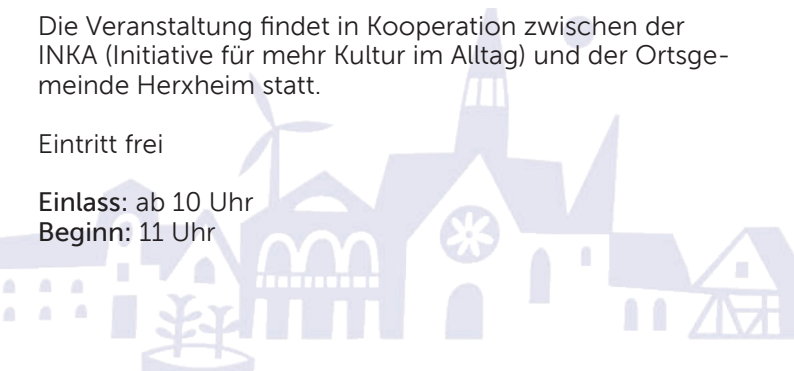 Die Veranstaltung findet in Kooperation zwischen der
INKA (Initiative für mehr Kultur im Alltag) und der Ortsge-
meinde Herxheim statt.
Eintritt frei
Einlass: ab 10 Uhr
Beginn: 11 Uhr